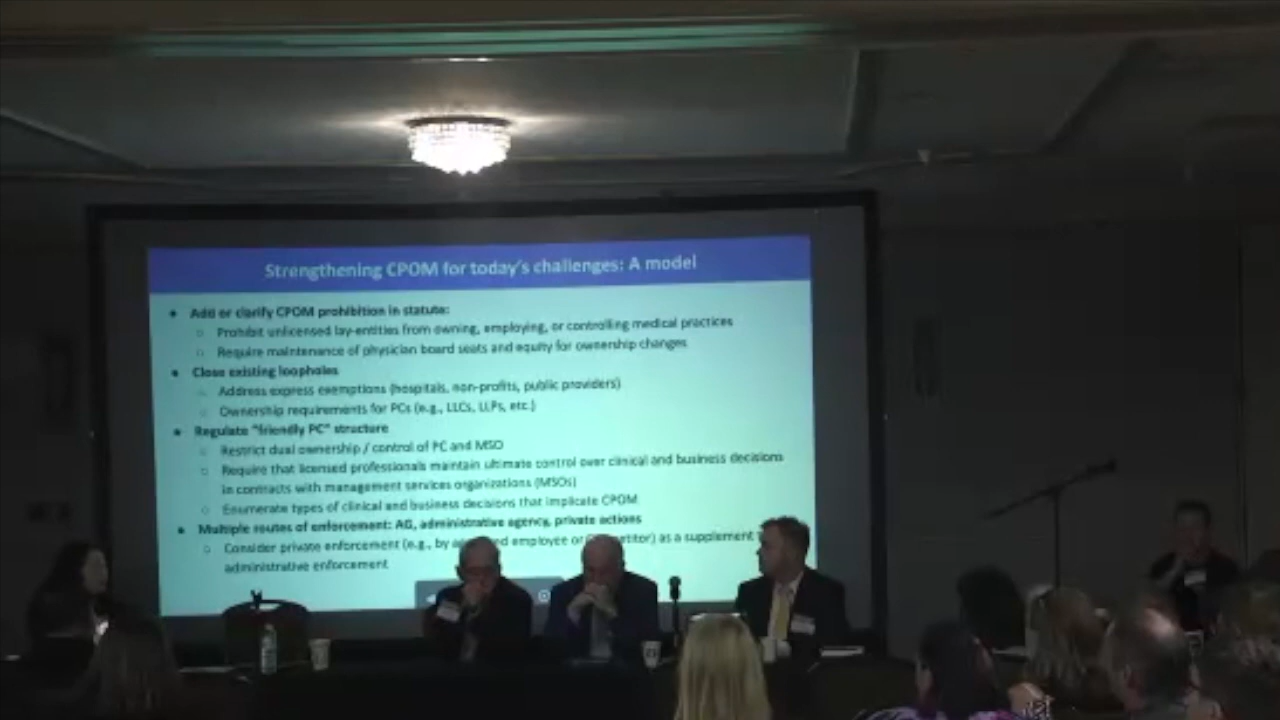 Strengthening CPOM for today's challenges: A model
• Add or clarify CPOM prohibition in statute:
○ Prohibit unlicensed lay-entities from owning, employing, or controlling medical practices
○ Require maintenance of physician board seats and equity for ownership changes
• Close existing loopholes
○ Address express exemptions (hospitals, non-profits, public providers)
○ Ownership requirements for PCs (e.g., LLCs, LLPs, etc.)
• Regulate "friendly PC" structure
○ Restrict dual ownership / control of PC and MSO
○ Require that licensed professionals maintain ultimate control over clinical and business decisions
in contracts with management services organizations (MSOs)
○ Enumerate types of clinical and business decisions that implicate CPOM
• Multiple routes of enforcement: AG, administrative agency, private actions
○ Consider private enforcement (e.g., by employee or as a supplement
administrative enforcement